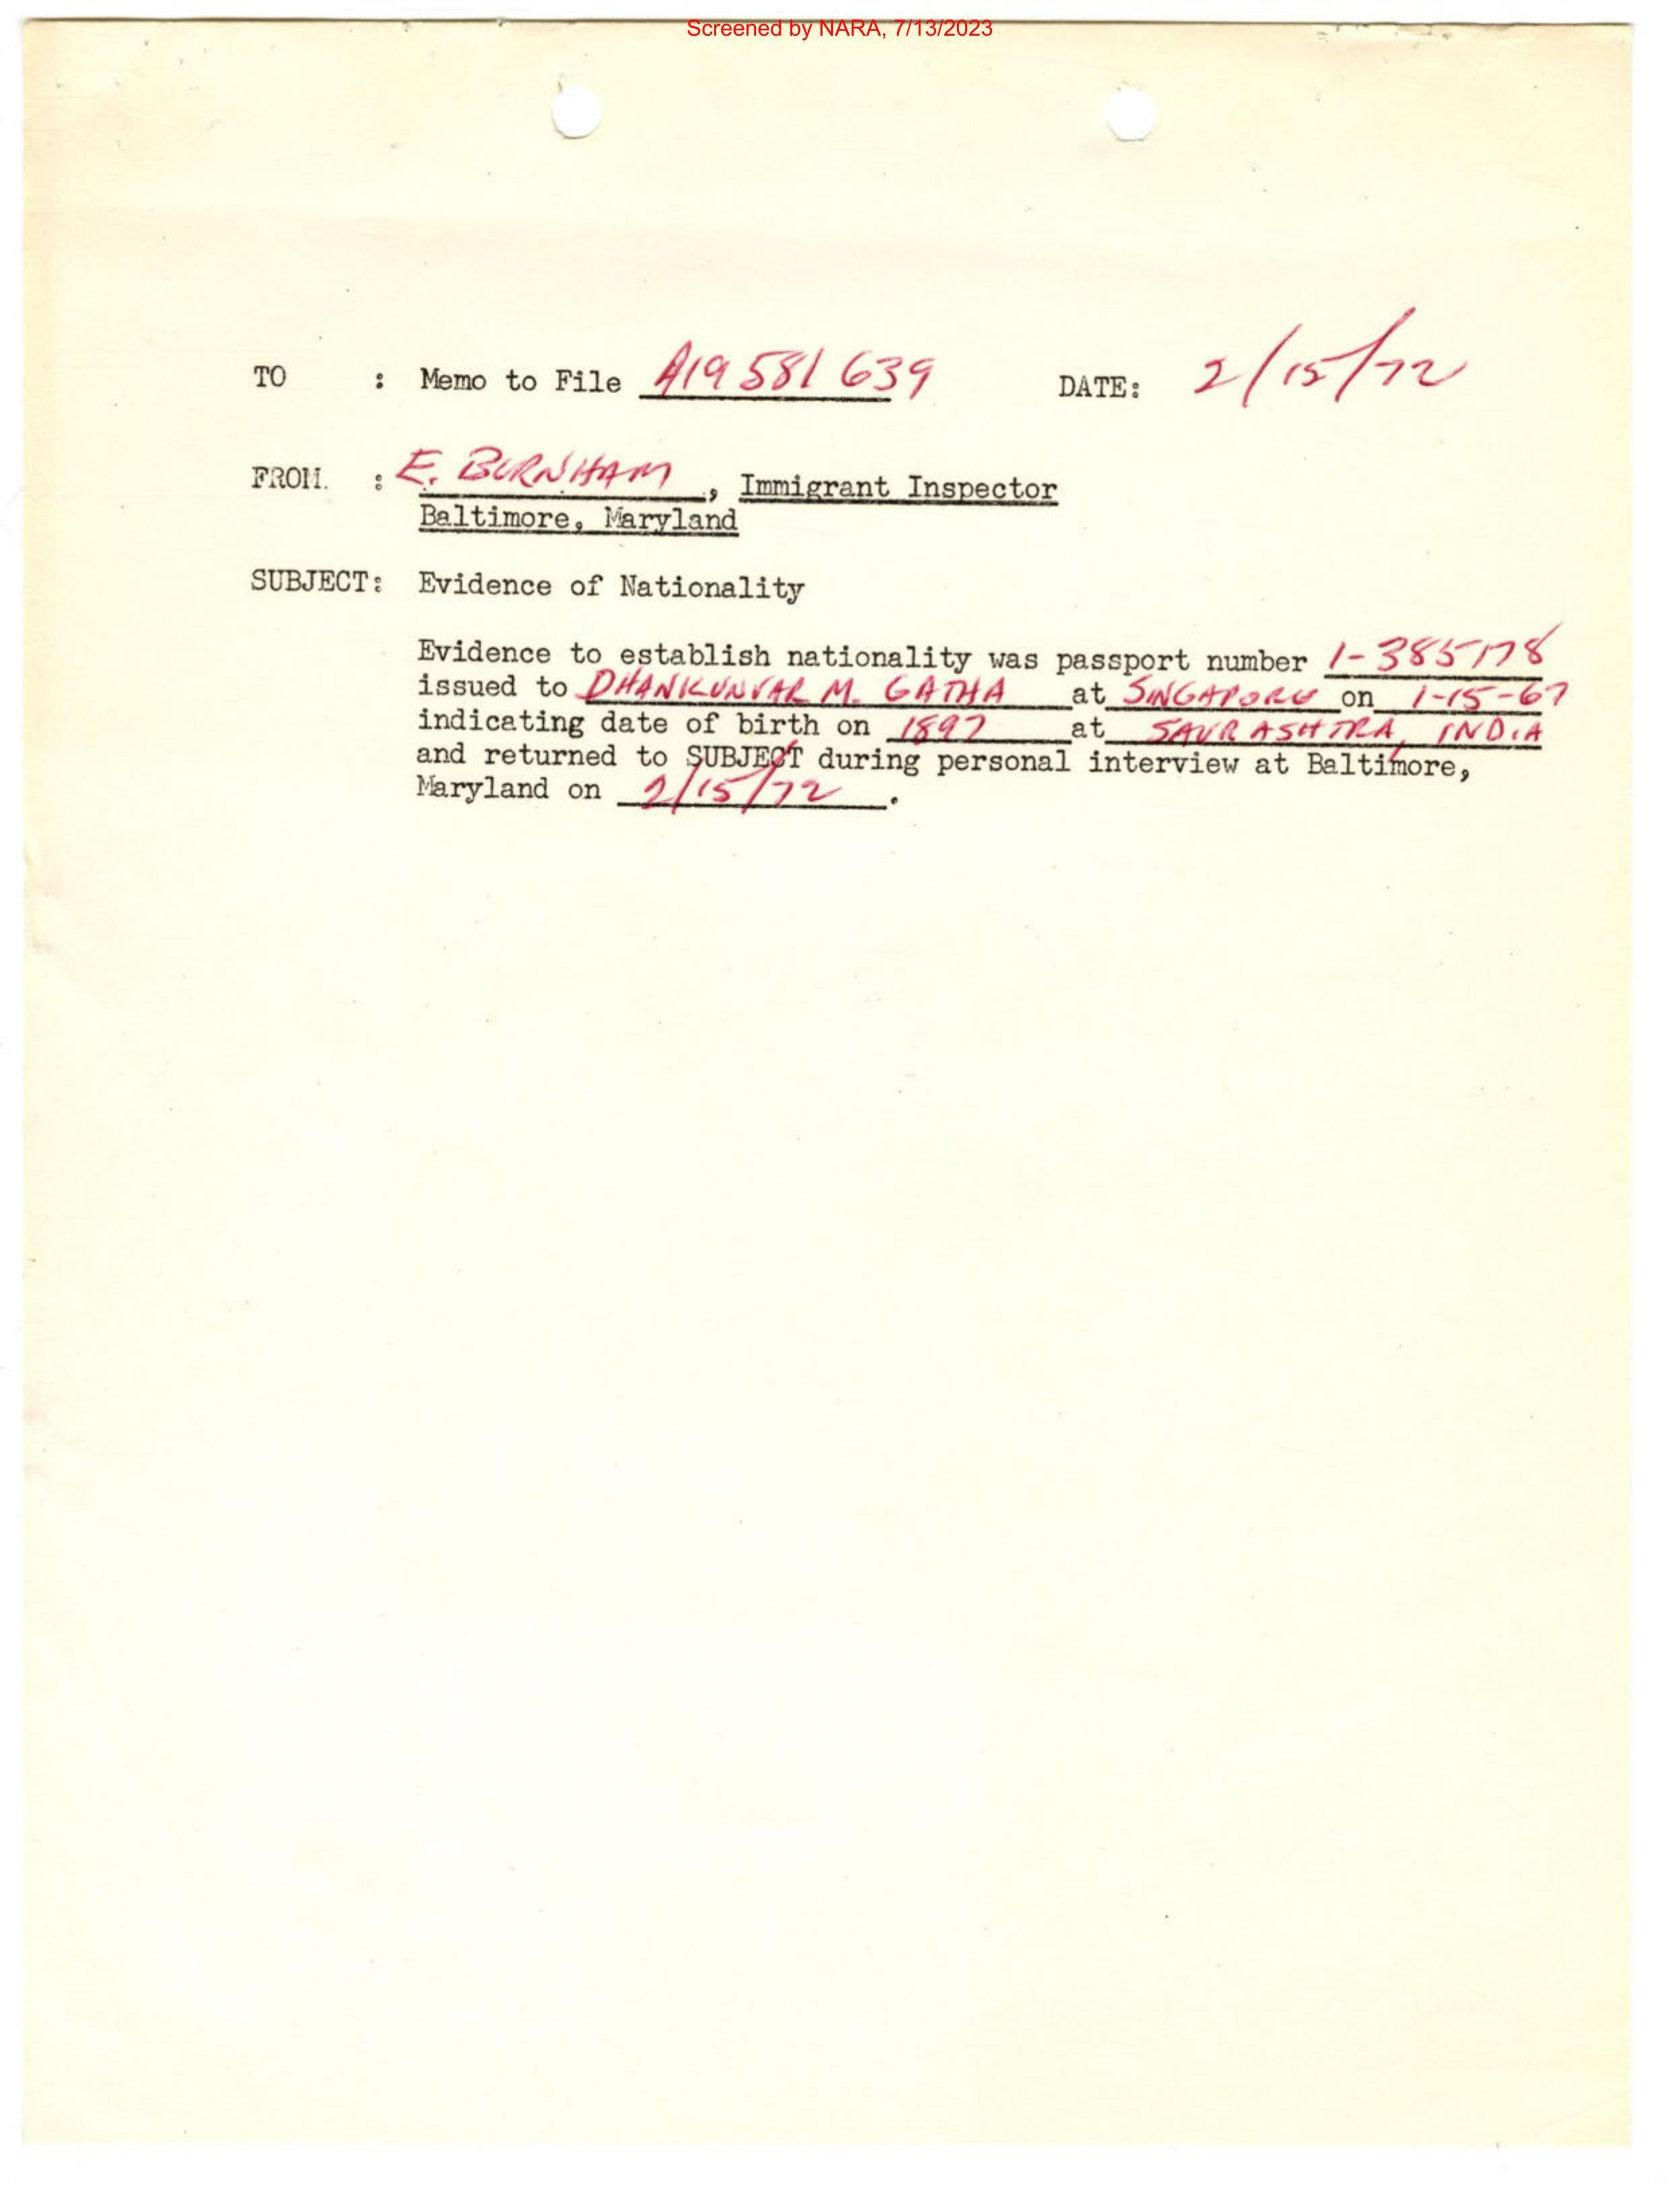 Screened by NARA, 7/13/2023
TO : Memo to File A19 581 639 DATE: 2/15/72
FROM. : E. BURNHAM, Immigrant Inspector
Baltimore, Maryland
SUBJECT: Evidence of Nationality
Evidence to establish nationality was passport number 1-385178
issued to DHANKUNVAR M. GATHA at SINGAPORE on 1-15-67
indicating date of birth on 1897 at SAURASHTRA, INDIA
and returned to SUBJECT during personal interview at Baltimore,
Maryland on 2/15/72.